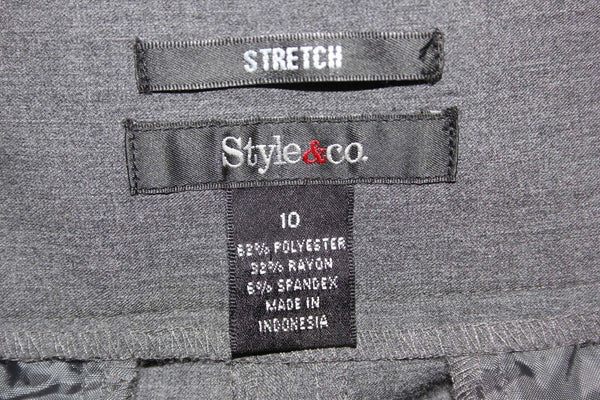 STRETCH
Style&co.
10
62% POLYESTER
32% RAYON
6% SPANDEX
MADE IN
INDONESIA